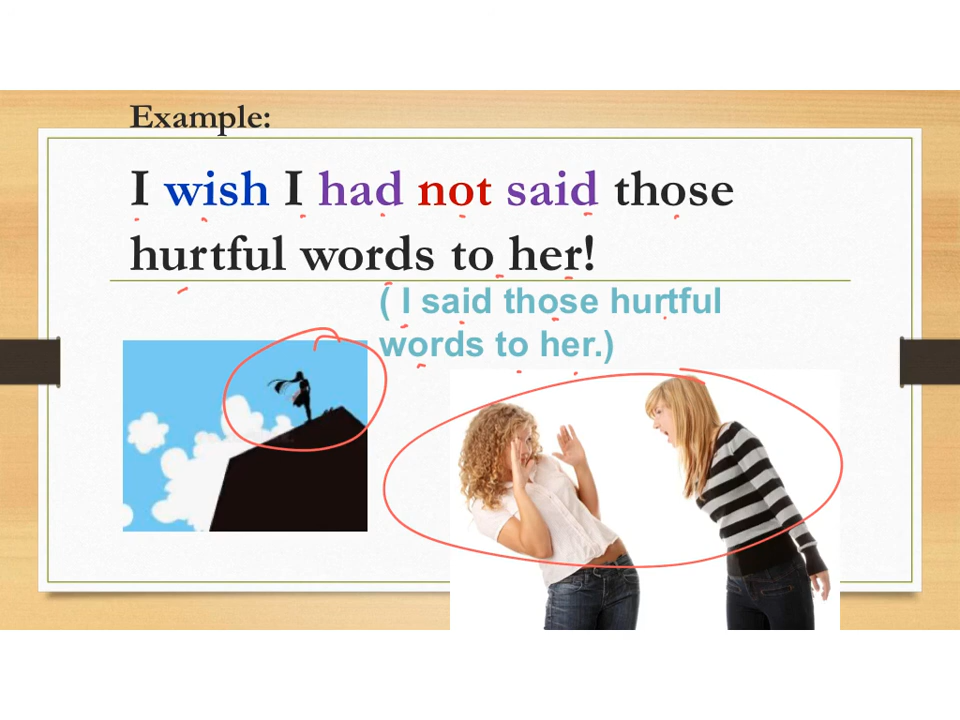 Example:
I wish I had not said those
hurtful words to her!
( I said those hurtful
words to her.)